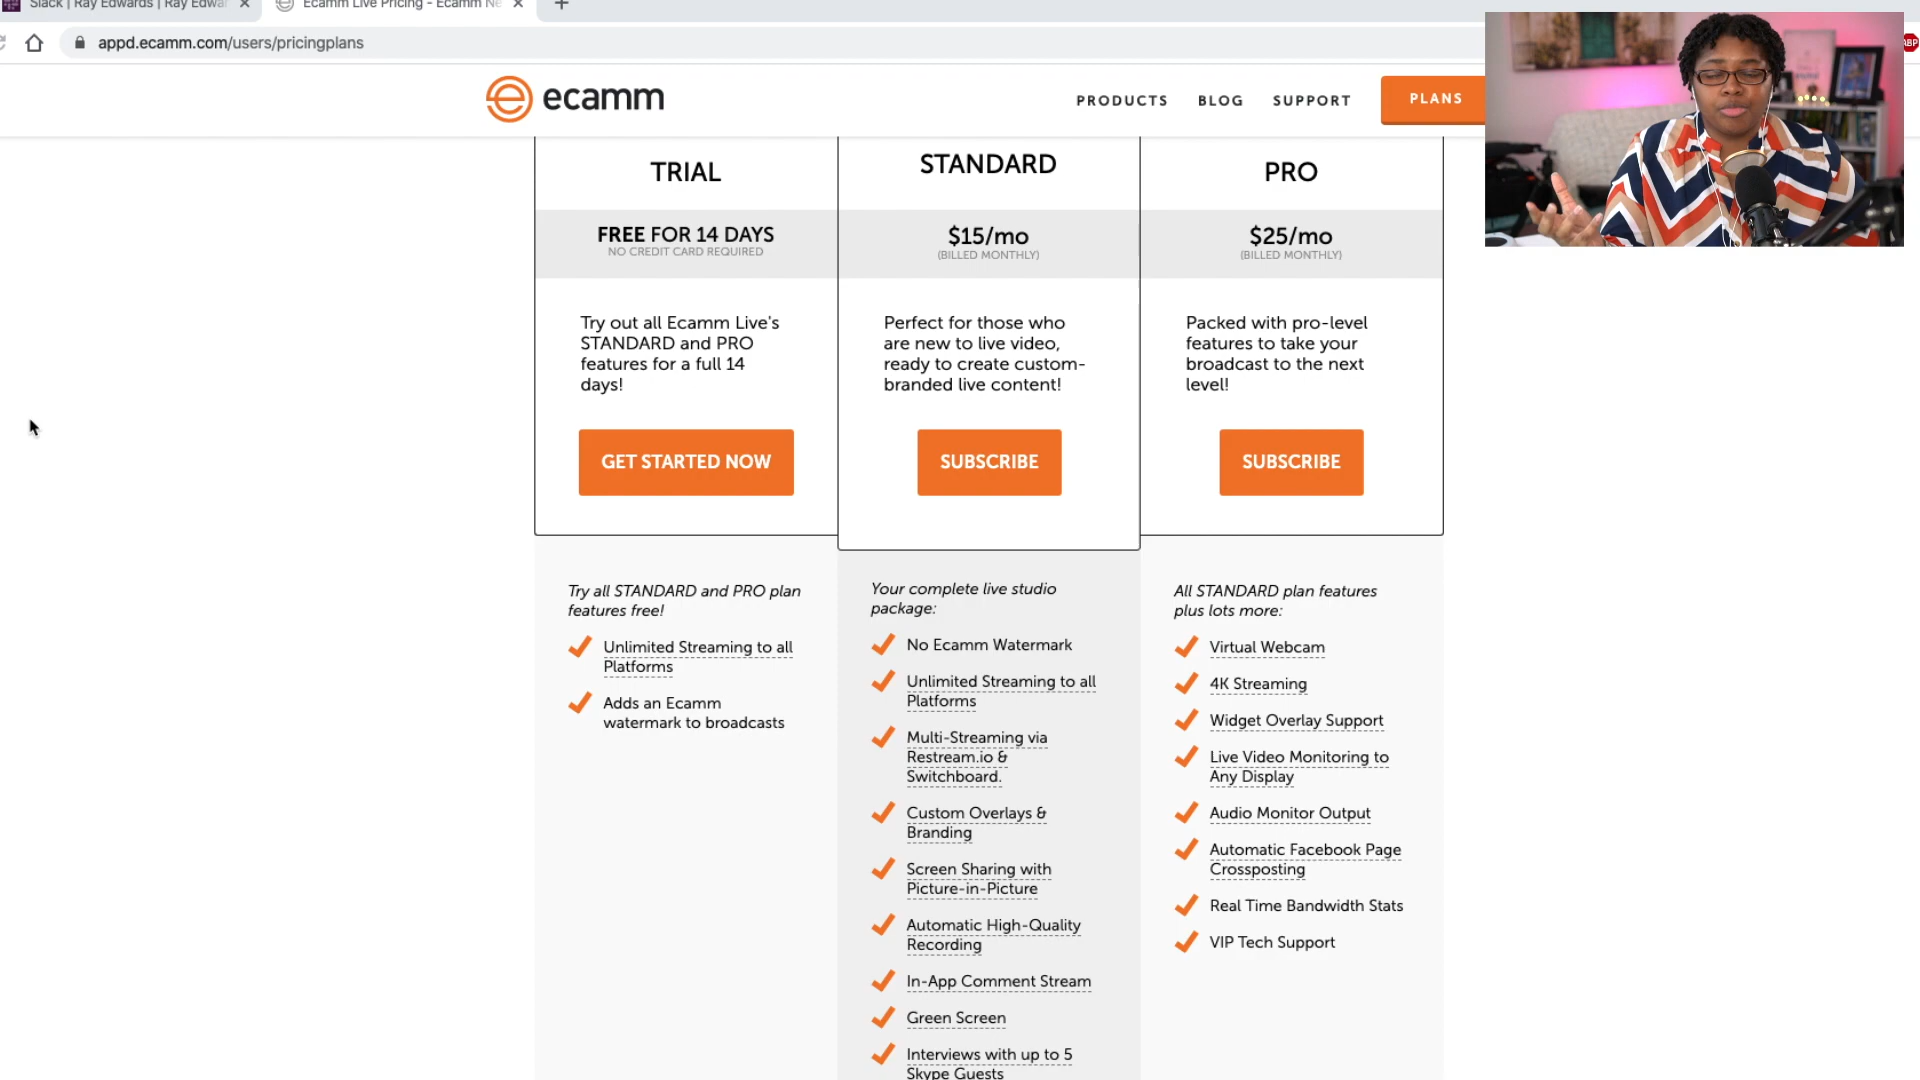 Slack | Ray Edwards | Ray Edwar
Ecamm Live Pricing - Ecamm Ne
appd.ecamm.com/users/pricingplans
ABP
ecamm
PRODUCTS
BLOG
SUPPORT
PLANS
TRIAL
FREE FOR 14 DAYS
NO CREDIT CARD REQUIRED
Try out all Ecamm Live's
STANDARD and PRO
features for a full 14
days!
GET STARTED NOW
Try all STANDARD and PRO plan
features free!
Unlimited Streaming to all
Platforms
Adds an Ecamm
watermark to broadcasts
STANDARD
$15/mo
(BILLED MONTHLY)
Perfect for those who
are new to live video,
ready to create custom-
branded live content!
SUBSCRIBE
Your complete live studio
package:
No Ecamm Watermark
Unlimited Streaming to all
Platforms
Multi-Streaming via
Restream.io &
Switchboard.
Custom Overlays &
Branding
Screen Sharing with
Picture-in-Picture
Automatic High-Quality
Recording
In-App Comment Stream
Green Screen
Interviews with up to 5
Skype Guests
PRO
$25/mo
(BILLED MONTHLY)
Packed with pro-level
features to take your
broadcast to the next
level!
SUBSCRIBE
All STANDARD plan features
plus lots more:
Virtual Webcam
4K Streaming
Widget Overlay Support
Live Video Monitoring to
Any Display
Audio Monitor Output
Automatic Facebook Page
Crossposting
Real Time Bandwidth Stats
VIP Tech Support